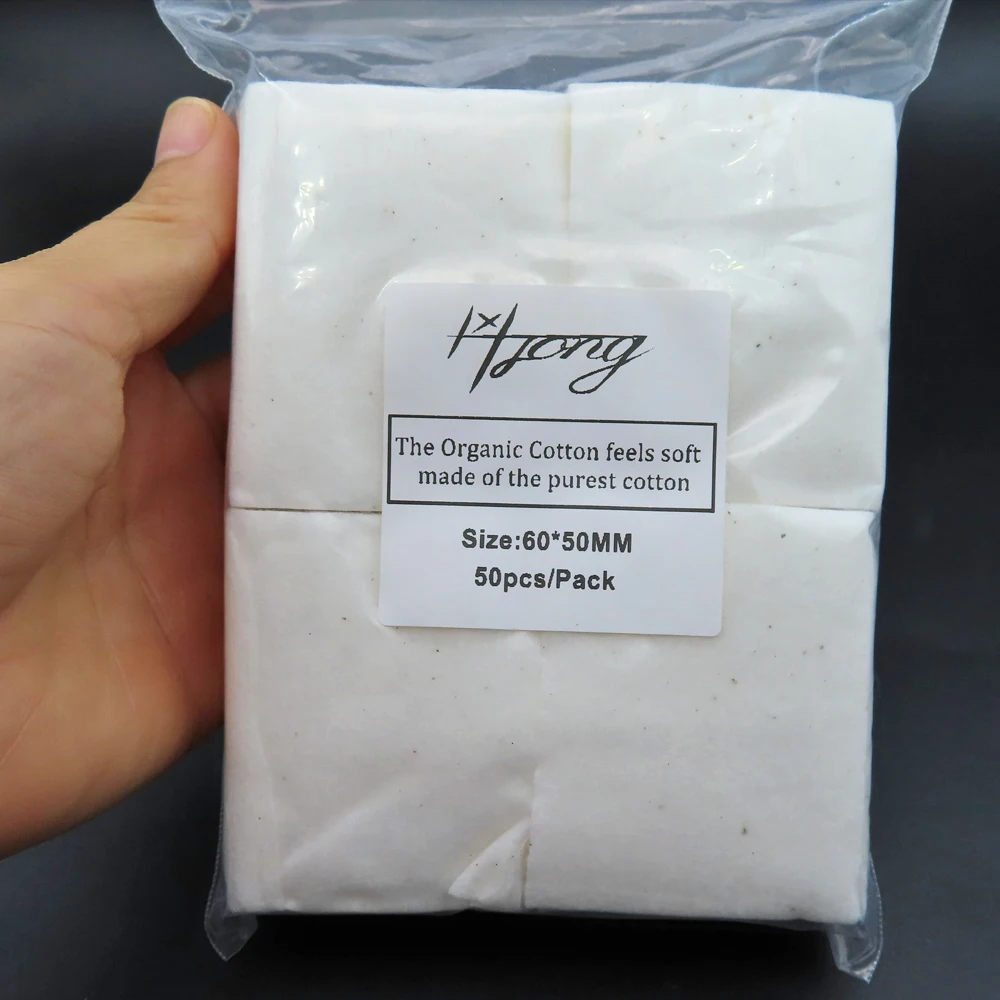 Hjong
The Organic Cotton feels soft
made of the purest cotton
Size:60*50MM
50pcs/Pack